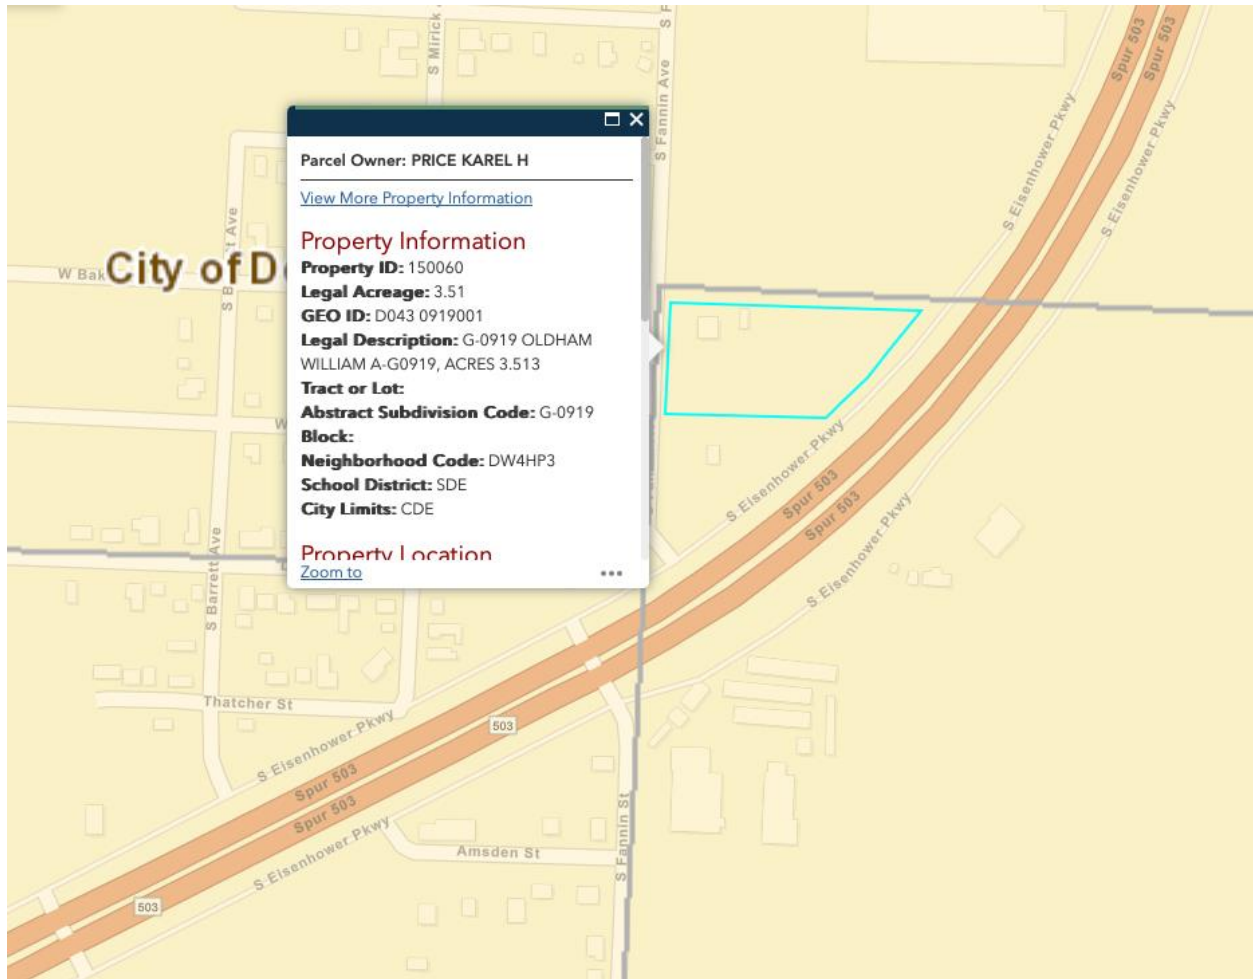 S Mirick
S F
S Fannin Ave
Spur 503
Spur 503
S Eisenhower Pkwy
S Eisenhower Pkwy
Parcel Owner: PRICE KAREL H
View More Property Information
Property Information
Property ID: 150060
Legal Acreage: 3.51
GEO ID: D043 0919001
Legal Description: G-0919 OLDHAM
WILLIAM A-G0919, ACRES 3.513
Tract or Lot:
Abstract Subdivision Code: G-0919
Block:
Neighborhood Code: DW4HP3
School District: SDE
City Limits: CDE
Property Location
Zoom to
W Bak
City of D
S B t Ave
W
S Barrett Ave
S Eisenhower Pkwy
Spur 503
Spur 503
S Eisenhower Pkwy
Thatcher St
503
S Eisenhower Pkwy
Spur 503
Spur 503
S Eisenhower Pkwy
Amsden St
S Fannin St
503